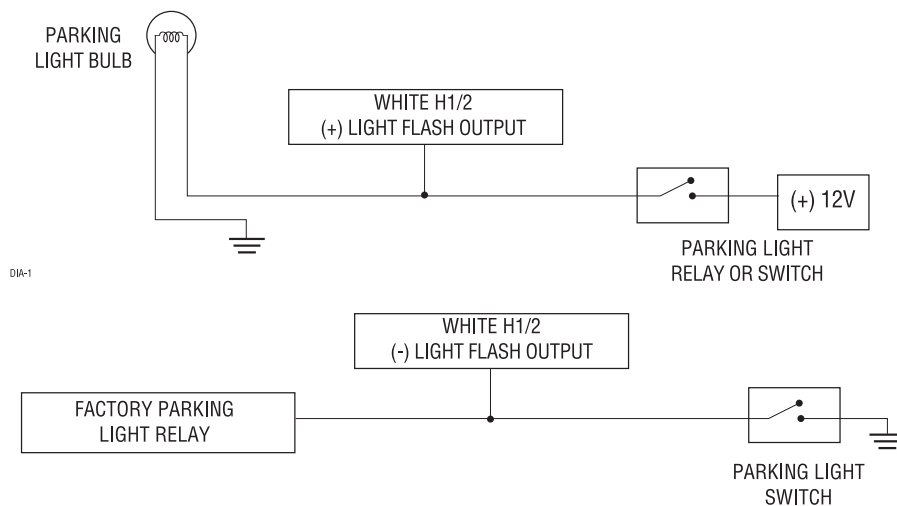 PARKING
LIGHT BULB
WHITE H1/2
(+) LIGHT FLASH OUTPUT
(+) 12V
PARKING LIGHT
RELAY OR SWITCH
DIA-1
WHITE H1/2
(-) LIGHT FLASH OUTPUT
FACTORY PARKING
LIGHT RELAY
PARKING LIGHT
SWITCH